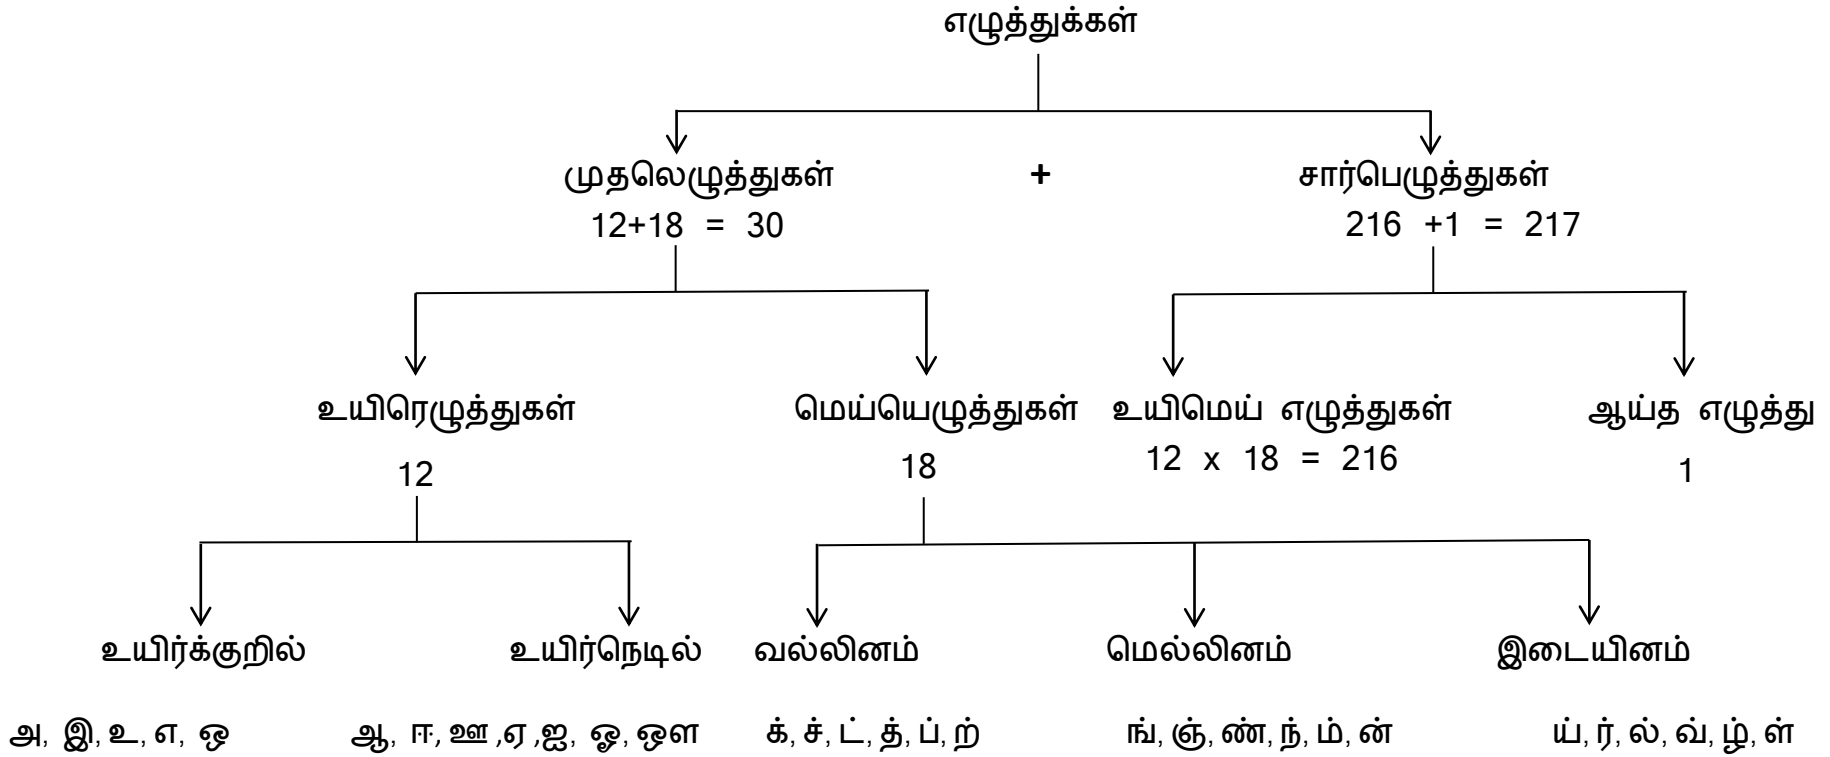 எழுத்துக்கள்
முதலெழுத்துகள் + சார்பெழுத்துகள்
12+18 = 30 216 +1 = 217
உயிரெழுத்துகள் மெய்யெழுத்துகள் உயிமெய் எழுத்துகள் ஆய்த எழுத்து
12 18 12 x 18 = 216 1
உயிர்க்குறில் உயிர்நெடில் வல்லினம் மெல்லினம் இடையினம்
அ, இ, உ, எ, ஒ ஆ, ஈ, ஊ ,ஏ ,ஐ, ஓ, ஔ க், ச், ட், த், ப், ற் ங், ஞ், ண், ந், ம், ன் ய், ர், ல், வ், ழ், ள்